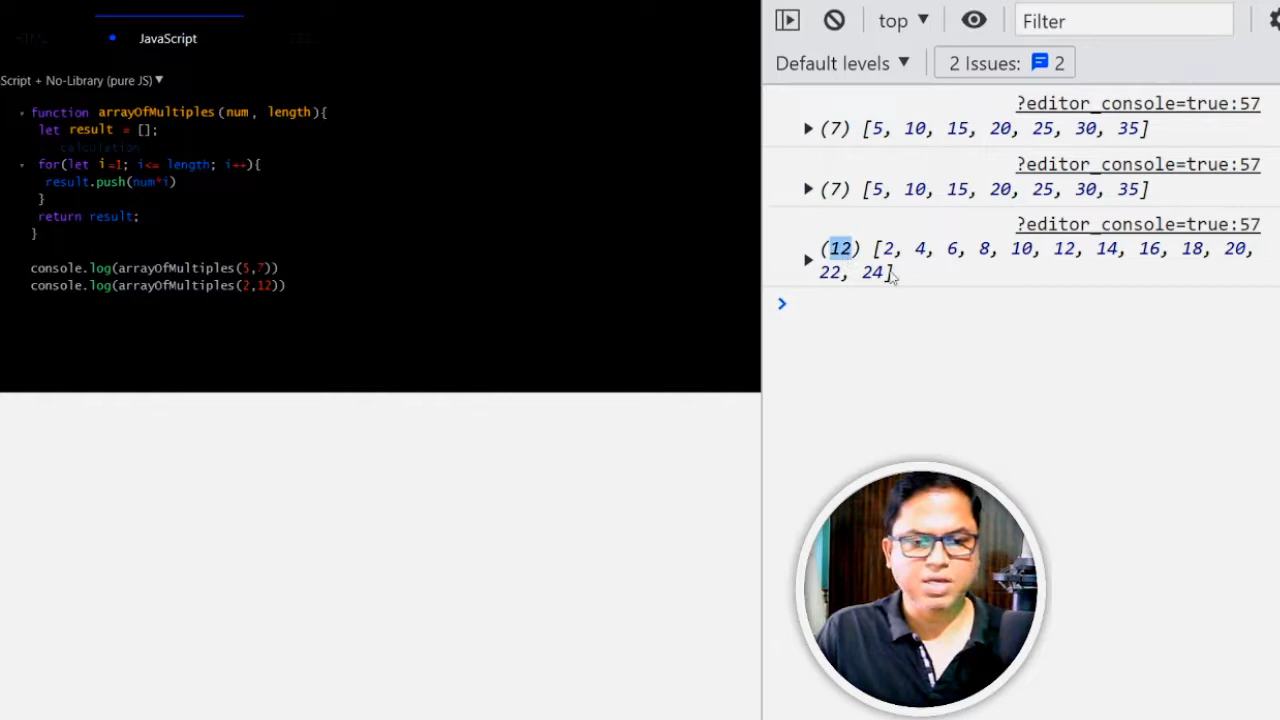 HTML
JavaScript
Script + No-Library (pure JS) ▼
function arrayOfMultiples(num, length){
let result = [];
calculation
for(let i=1; i<= length; i++){
result.push(num*i)
}
return result;
}
console.log(arrayOfMultiples(5,7))
console.log(arrayOfMultiples(2,12))
top ▼
Filter
Default levels ▼
2 Issues: 2
?editor_console=true:57
(7) [5, 10, 15, 20, 25, 30, 35]
?editor_console=true:57
(7) [5, 10, 15, 20, 25, 30, 35]
?editor_console=true:57
(12) [2, 4, 6, 8, 10, 12, 14, 16, 18, 20,
22, 24]
>